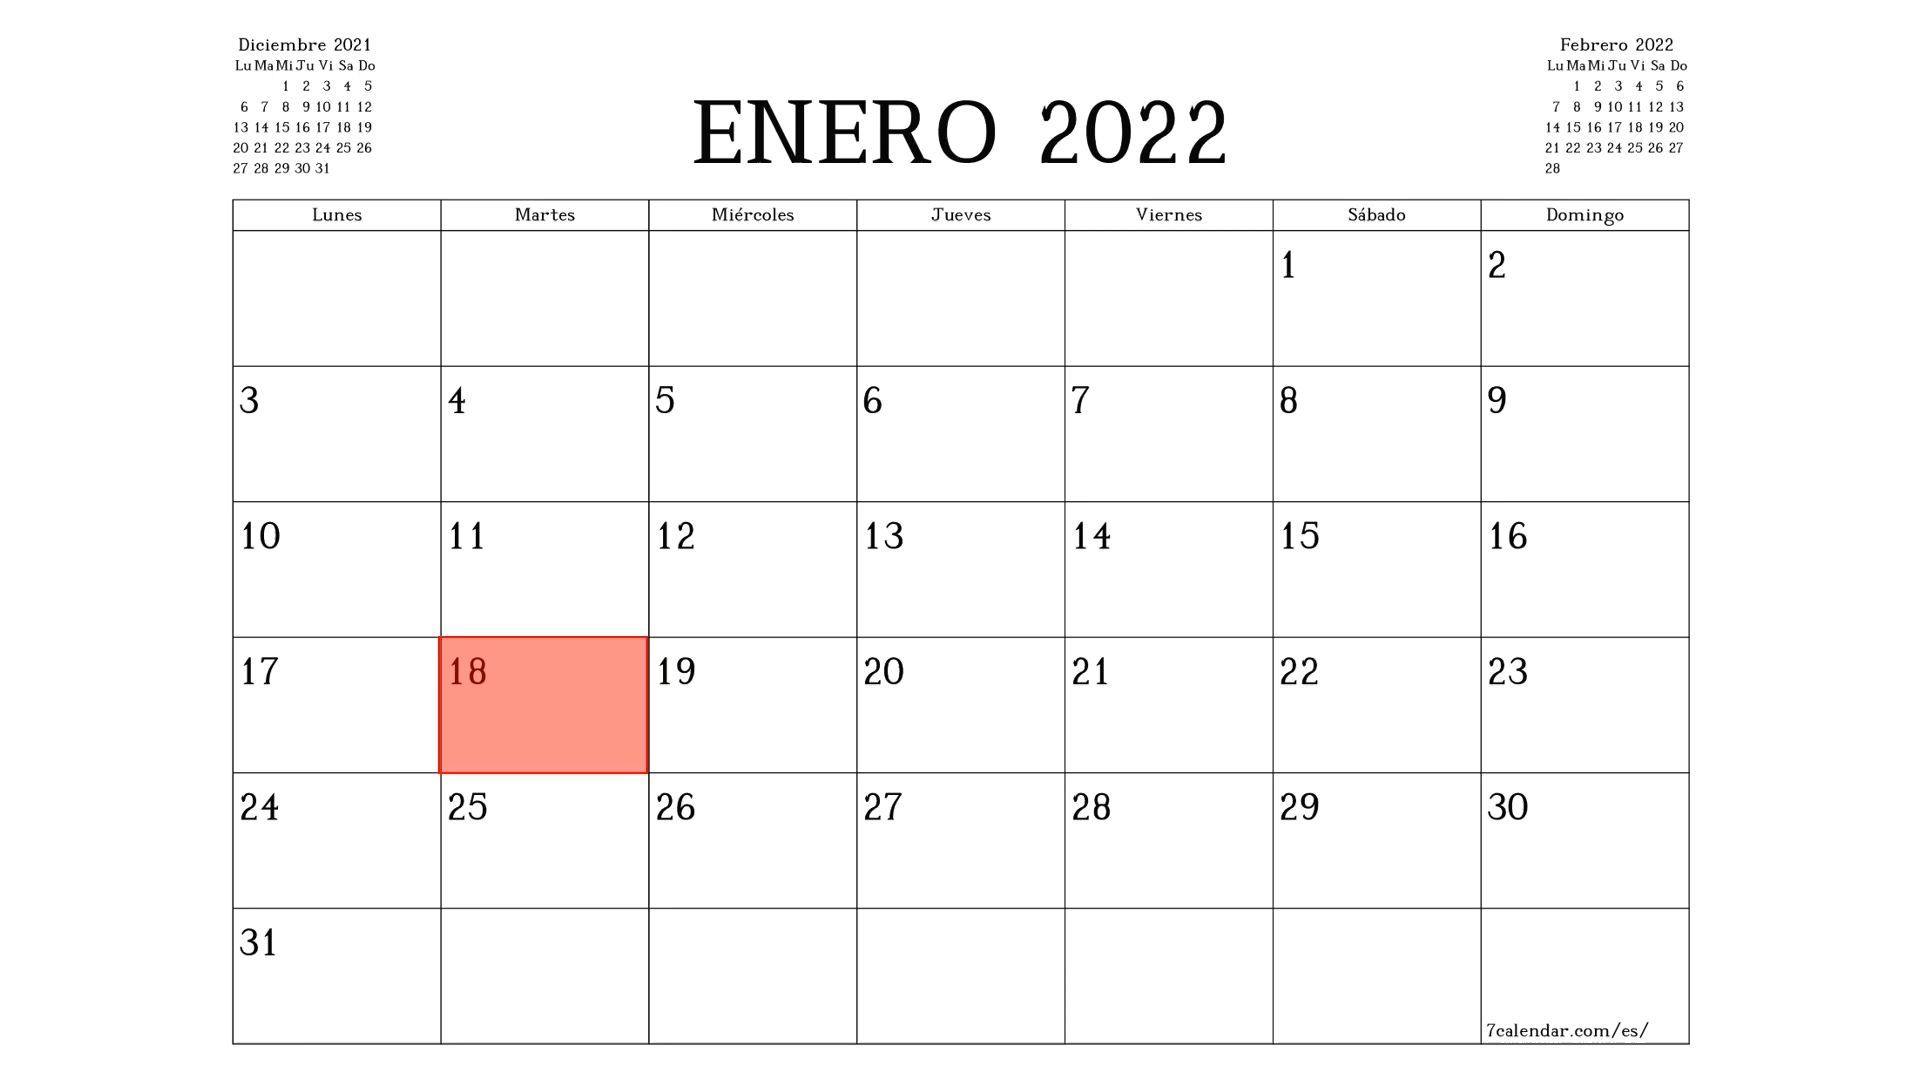 Diciembre 2021
Lu Ma Mi Ju Vi Sa Do
1 2 3 4 5
6 7 8 9 10 11 12
13 14 15 16 17 18 19
20 21 22 23 24 25 26
27 28 29 30 31
ENERO 2022
Febrero 2022
Lu Ma Mi Ju Vi Sa Do
1 2 3 4 5 6
7 8 9 10 11 12 13
14 15 16 17 18 19 20
21 22 23 24 25 26 27
28
Lunes Martes Miércoles Jueves Viernes Sábado Domingo
1 2
3 4 5 6 7 8 9
10 11 12 13 14 15 16
17 18 19 20 21 22 23
24 25 26 27 28 29 30
31
7calendar.com/es/